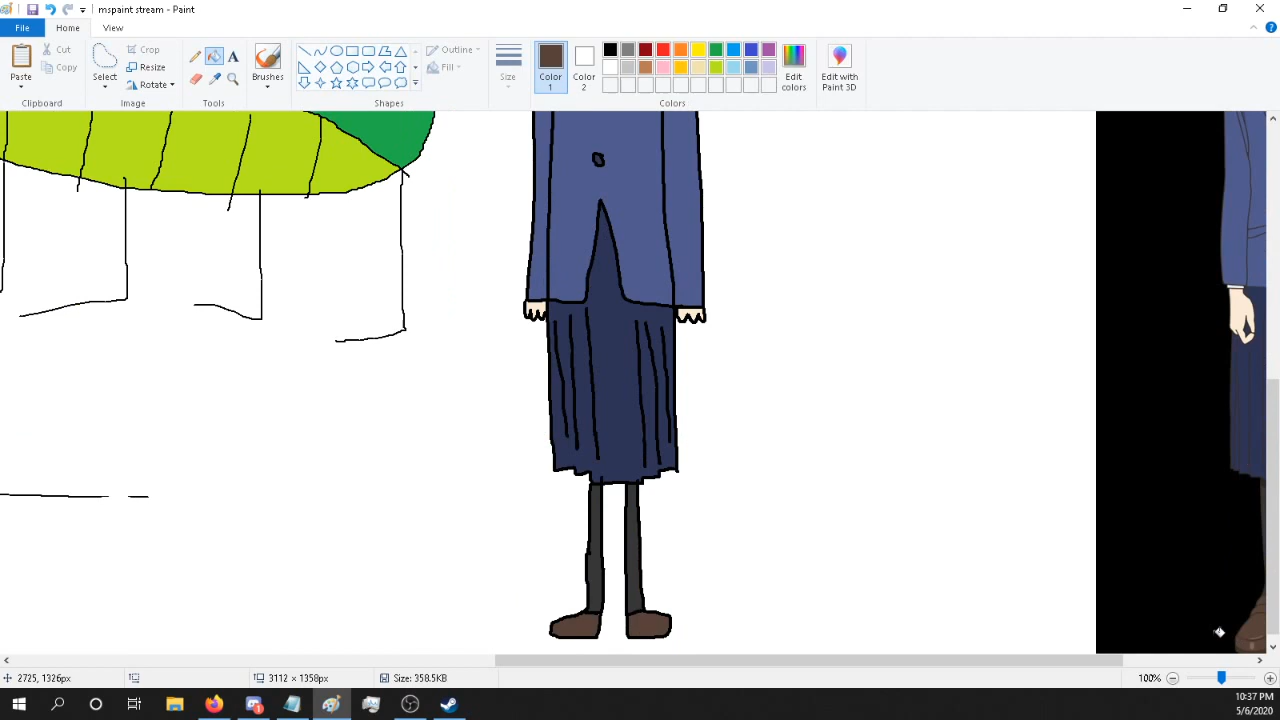 mspaint stream - Paint
File Home View
Paste Cut Copy
Clipboard
Select Crop Resize Rotate
Image
A
Tools
Brushes
Outline Fill
Shapes
Size
Color 1
Color 2
Colors
Edit colors
Edit with Paint 3D
2725, 1326px 3112 × 1358px Size: 358.5KB 100%
10:37 PM
5/6/2020